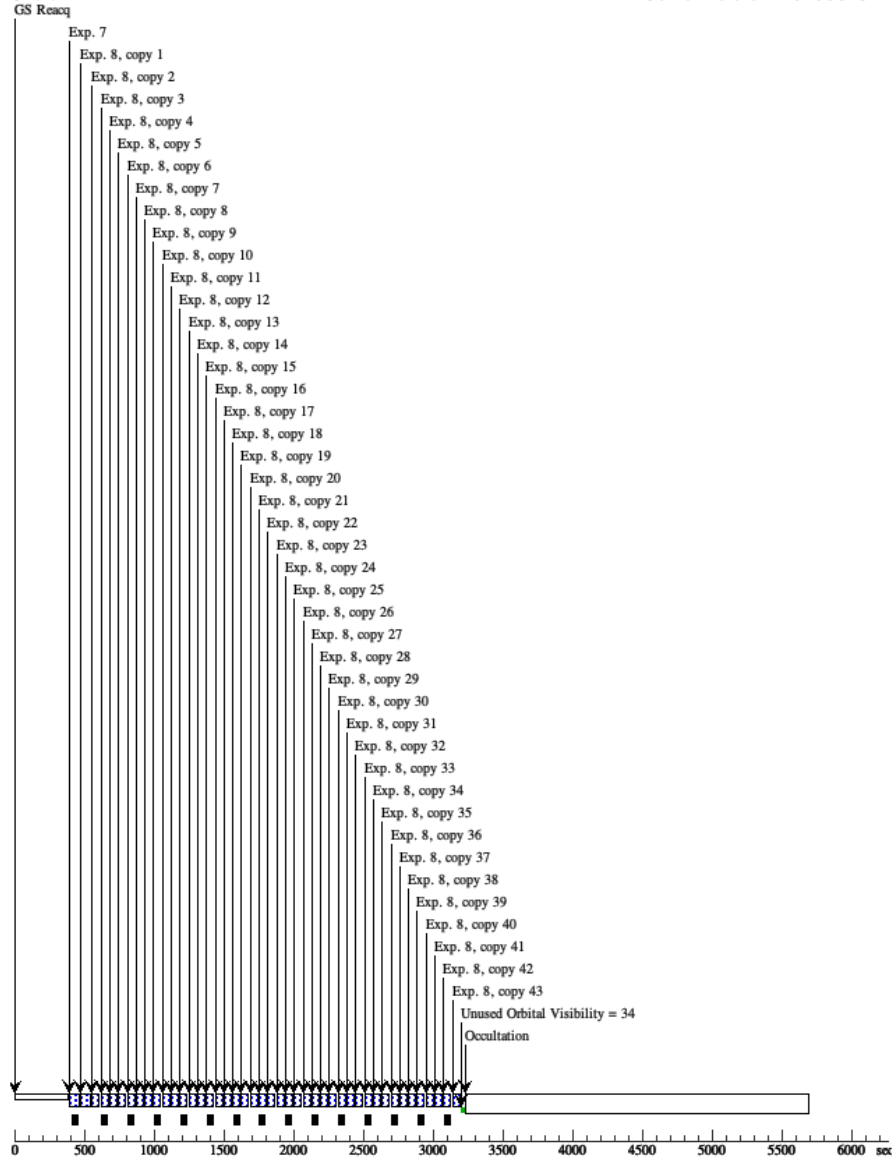 GS Reacq
Exp. 7
Exp. 8, copy 1
Exp. 8, copy 2
Exp. 8, copy 3
Exp. 8, copy 4
Exp. 8, copy 5
Exp. 8, copy 6
Exp. 8, copy 7
Exp. 8, copy 8
Exp. 8, copy 9
Exp. 8, copy 10
Exp. 8, copy 11
Exp. 8, copy 12
Exp. 8, copy 13
Exp. 8, copy 14
Exp. 8, copy 15
Exp. 8, copy 16
Exp. 8, copy 17
Exp. 8, copy 18
Exp. 8, copy 19
Exp. 8, copy 20
Exp. 8, copy 21
Exp. 8, copy 22
Exp. 8, copy 23
Exp. 8, copy 24
Exp. 8, copy 25
Exp. 8, copy 26
Exp. 8, copy 27
Exp. 8, copy 28
Exp. 8, copy 29
Exp. 8, copy 30
Exp. 8, copy 31
Exp. 8, copy 32
Exp. 8, copy 33
Exp. 8, copy 34
Exp. 8, copy 35
Exp. 8, copy 36
Exp. 8, copy 37
Exp. 8, copy 38
Exp. 8, copy 39
Exp. 8, copy 40
Exp. 8, copy 41
Exp. 8, copy 42
Exp. 8, copy 43
Unused Orbital Visibility = 34
Occultation
0 500 1000 1500 2000 2500 3000 3500 4000 4500 5000 5500 6000